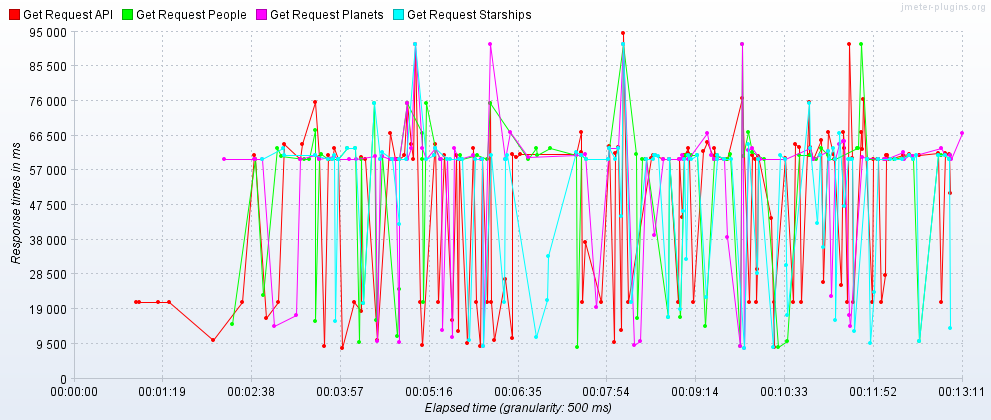 Get Request API Get Request People Get Request Planets Get Request Starships
jmeter-plugins.org
95 000
85 500
76 000
66 500
57 000
47 500
38 000
28 500
19 000
9 500
0
Response times in ms
00:00:00 00:01:19 00:02:38 00:03:57 00:05:16 00:06:35 00:07:54 00:09:14 00:10:33 00:11:52 00:13:11
Elapsed time (granularity: 500 ms)